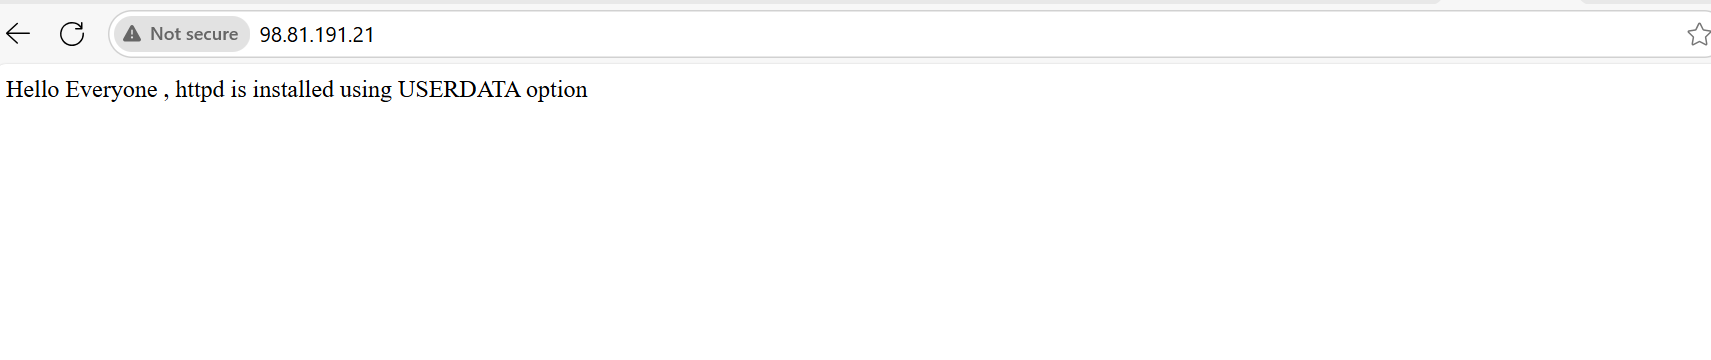 Not secure 98.81.191.21
Hello Everyone , httpd is installed using USERDATA option